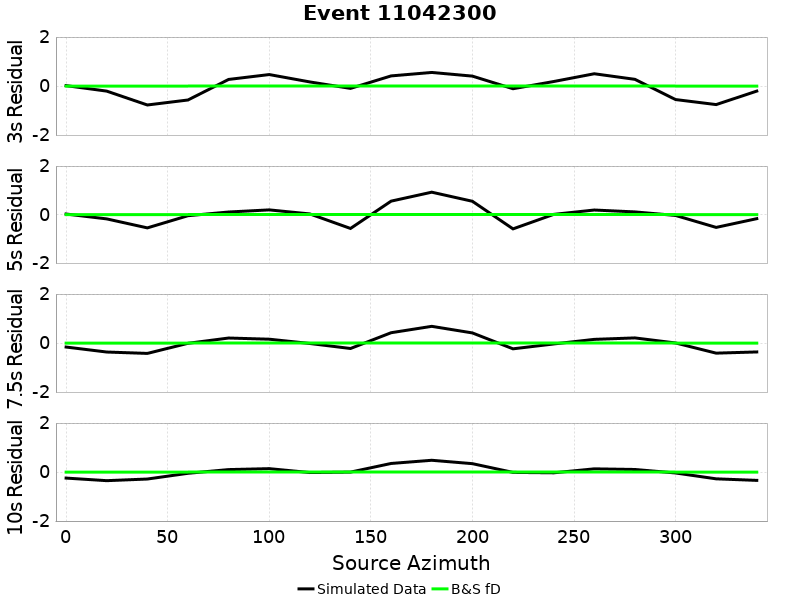 Event 11042300
3s Residual
2
0
-2
5s Residual
2
0
-2
7.5s Residual
2
0
-2
10s Residual
2
0
-2
0 50 100 150 200 250 300
Source Azimuth
Simulated Data B&S fD